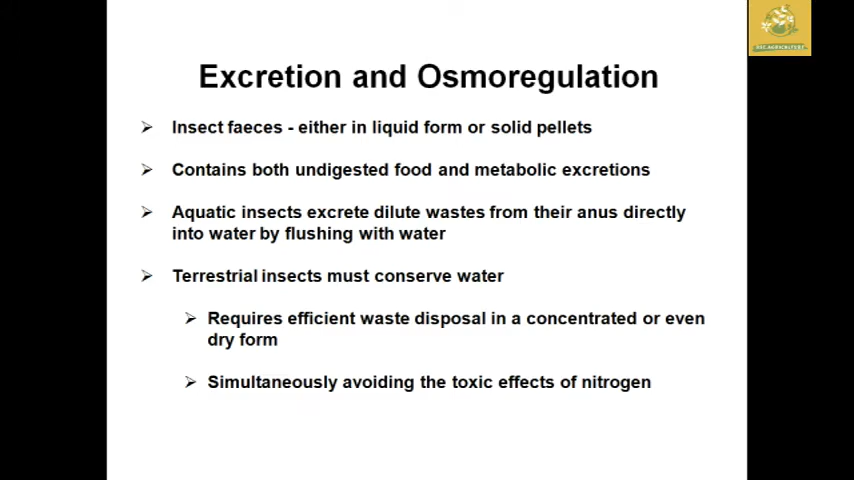 Excretion and Osmoregulation
Insect faeces - either in liquid form or solid pellets
Contains both undigested food and metabolic excretions
Aquatic insects excrete dilute wastes from their anus directly
into water by flushing with water
Terrestrial insects must conserve water
Requires efficient waste disposal in a concentrated or even
dry form
Simultaneously avoiding the toxic effects of nitrogen